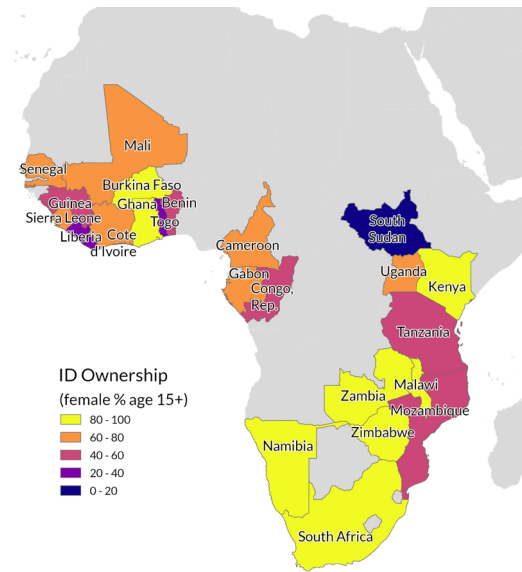 Mali
Senegal
Burkina Faso
Guinea
Ghana
Benin
Sierra Leone
Togo
Liberia
Cote
d'Ivoire
South
Sudan
Cameroon
Gabon
Congo,
Rep.
Uganda
Kenya
Tanzania
ID Ownership
(female % age 15+)
80 - 100
60 - 80
40 - 60
20 - 40
0 - 20
Malawi
Zambia
Mozambique
Zimbabwe
Namibia
South Africa